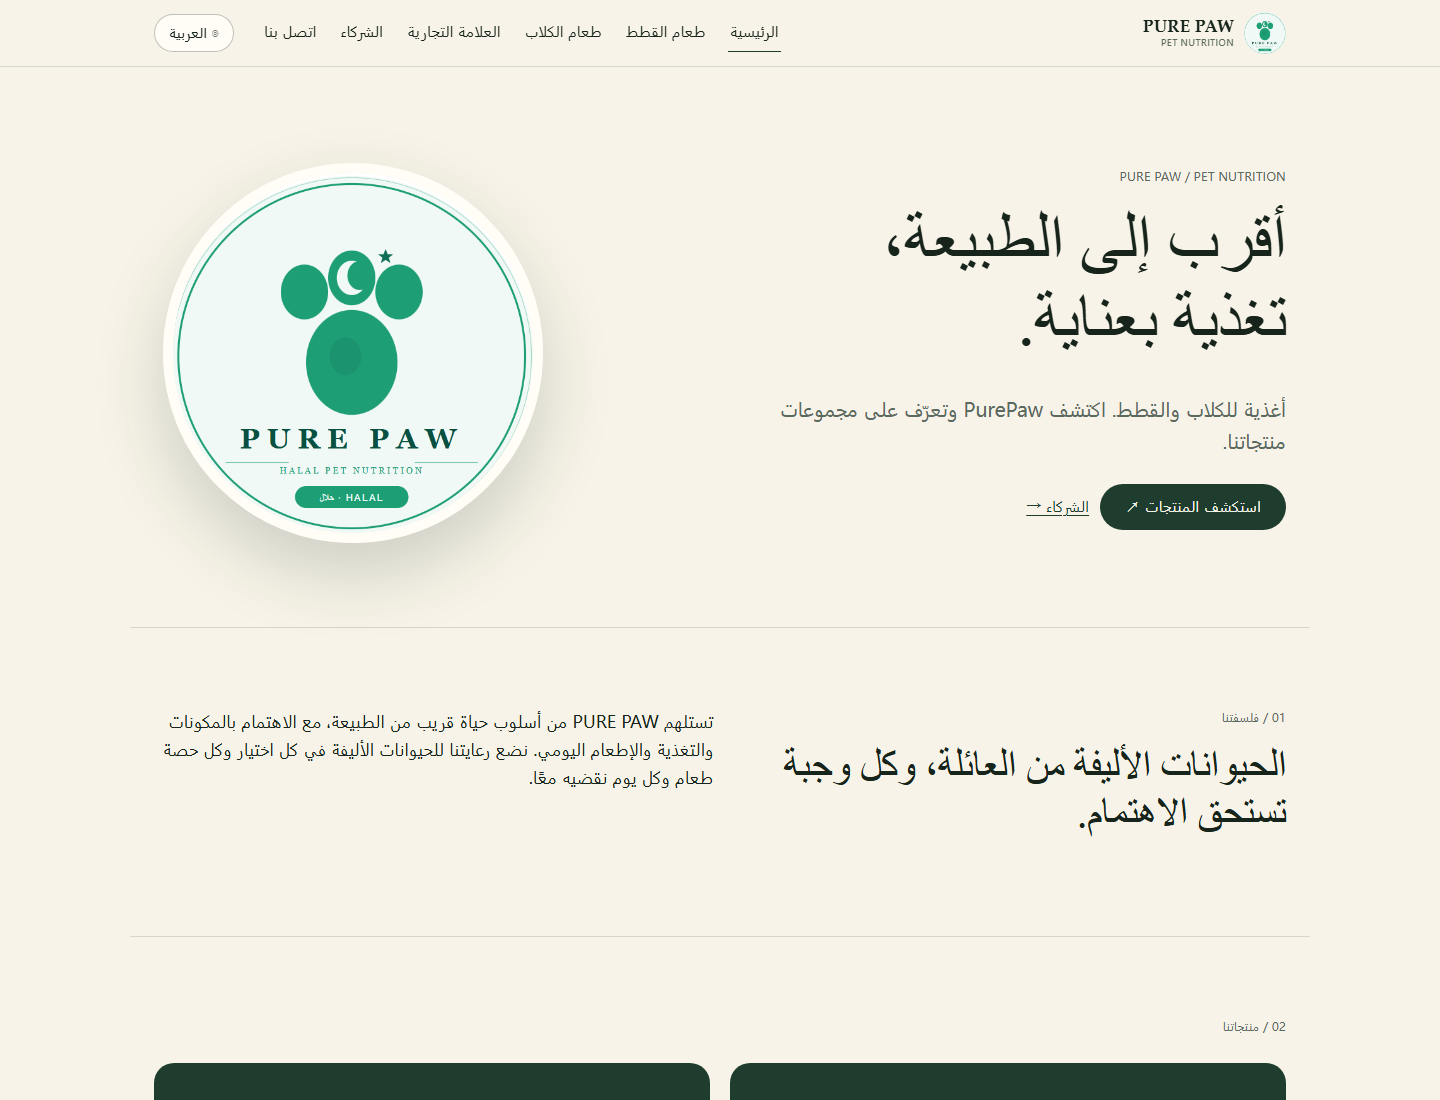 PURE PAW
PET NUTRITION
الرئيسية
طعام القطط
طعام الكلاب
العلامة التجارية
الشركاء
اتصل بنا
العربية
PURE PAW / PET NUTRITION
أقرب إلى الطبيعة،
تغذية بعناية.
أغذية للكلاب والقطط. اكتشف PurePaw وتعرّف على مجموعات
منتجاتنا.
استكشف المنتجات ↗
الشركاء →
PURE PAW
HALAL PET NUTRITION
حلال · HALAL
01 / فلسفتنا
الحيوانات الأليفة من العائلة، وكل وجبة
تستحق الاهتمام.
تستلهم PURE PAW من أسلوب حياة قريب من الطبيعة، مع الاهتمام بالمكونات
والتغذية والإطعام اليومي. نضع رعايتنا للحيوانات الأليفة في كل اختيار وكل حصة
طعام وكل يوم نقضيه معًا.
02 / منتجاتنا